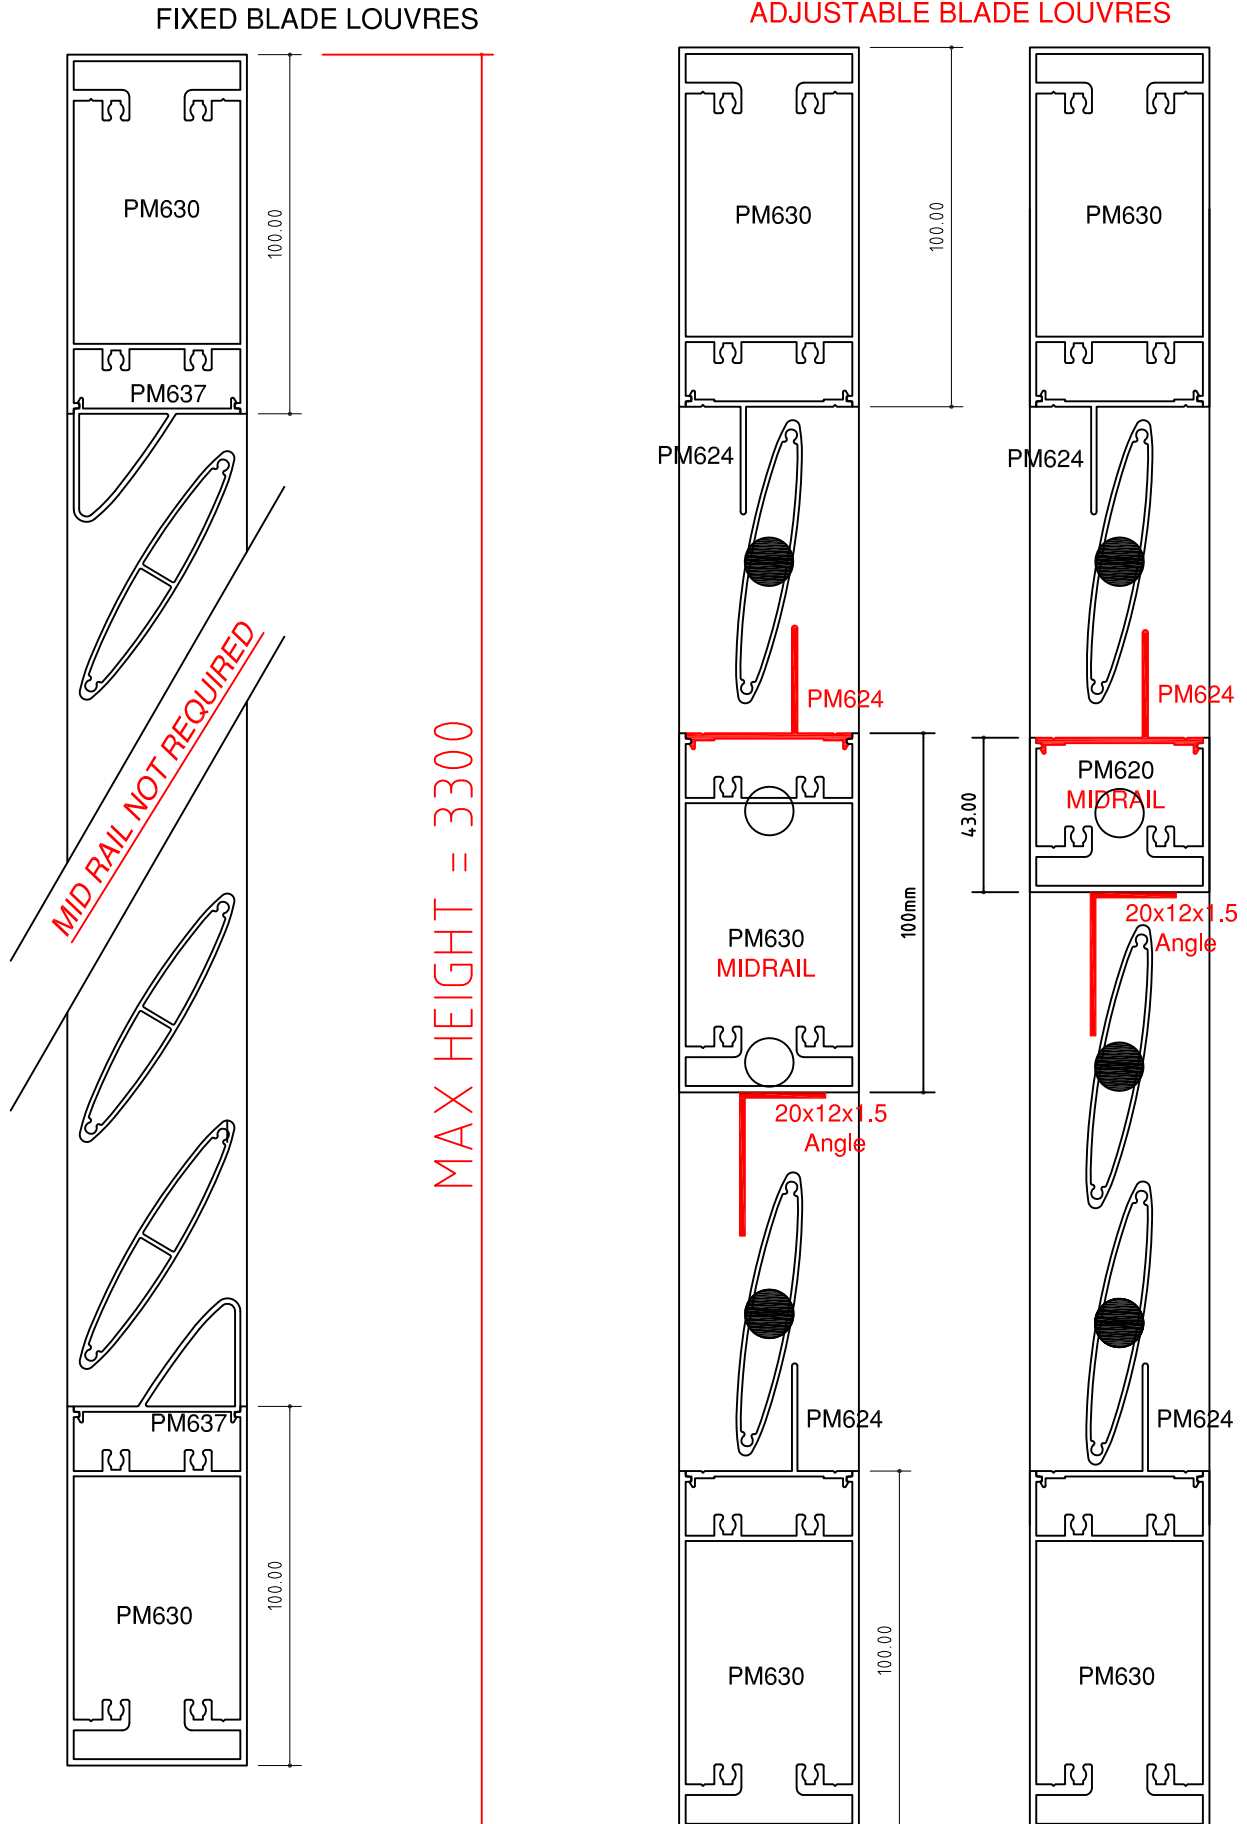 FIXED BLADE LOUVRES
PM630
100.00
PM637
MID RAIL NOT REQUIRED
PM637
PM630
100.00
MAX HEIGHT = 3300
ADJUSTABLE BLADE LOUVRES
PM630
100.00
PM624
PM624
PM630
MIDRAIL
100mm
20x12x1.5
Angle
PM624
PM630
100.00
PM630
PM624
PM624
PM620
MIDRAIL
43.00
20x12x1.5
Angle
PM624
PM630